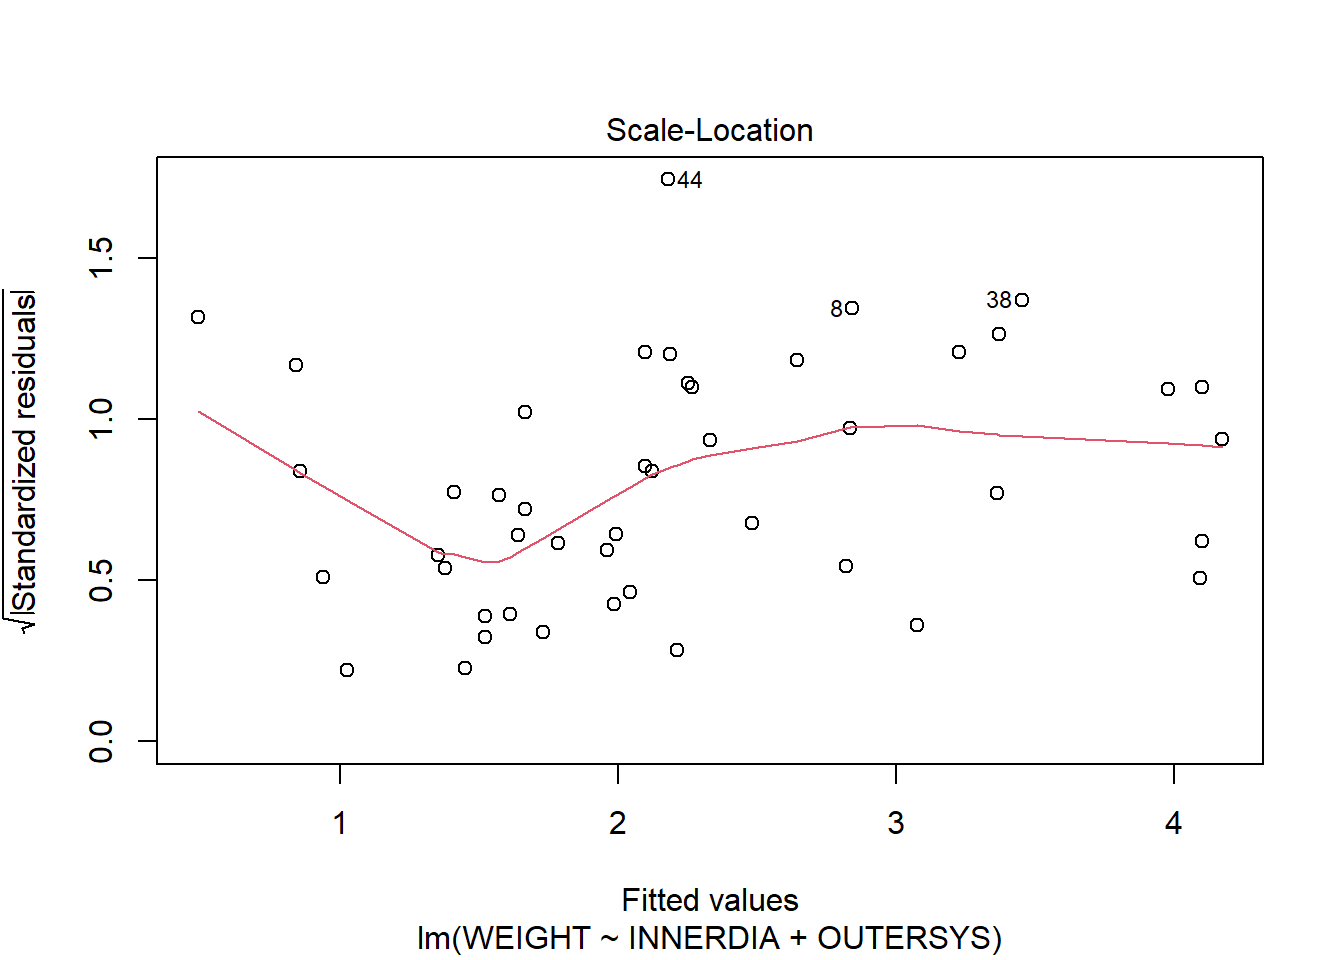 Scale-Location
44
8
38
√|Standardized residuals|
1.5
1.0
0.5
0.0
1 2 3 4
Fitted values
lm(WEIGHT ~ INNERDIA + OUTERSYS)